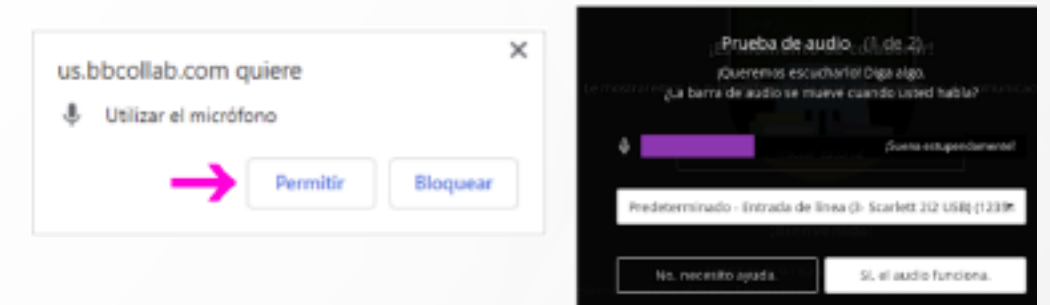 us.bbcollab.com quiere
Utilizar el micrófono
Permitir
Bloquear
Prueba de audio (1 de 2)
¡Queremos escucharlo! Diga algo.
¿La barra de audio se mueve cuando usted habla?
¡Suena estupendamente!
Predeterminado - Entrada de línea (3- Scarlett 2i2 USB)
No, necesito ayuda.
Sí, el audio funciona.